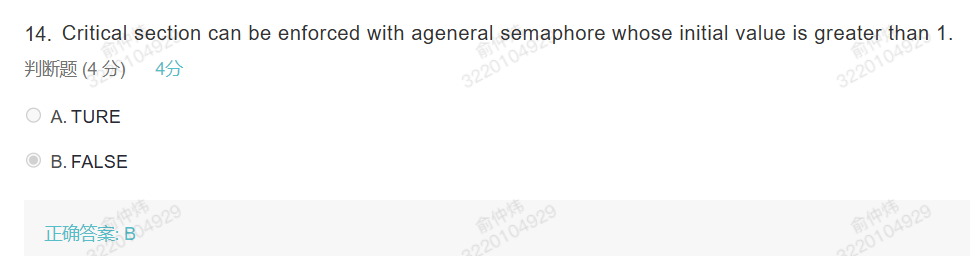 14. Critical section can be enforced with ageneral semaphore whose initial value is greater than 1.
判断题 (4 分) 4分
A. TURE
B. FALSE
正确答案: B
俞仲炜
3220104929
俞仲炜
3220104929
俞仲炜
3220104929
俞仲炜
3220104929
俞仲炜
3220104929
俞仲炜
3220104929